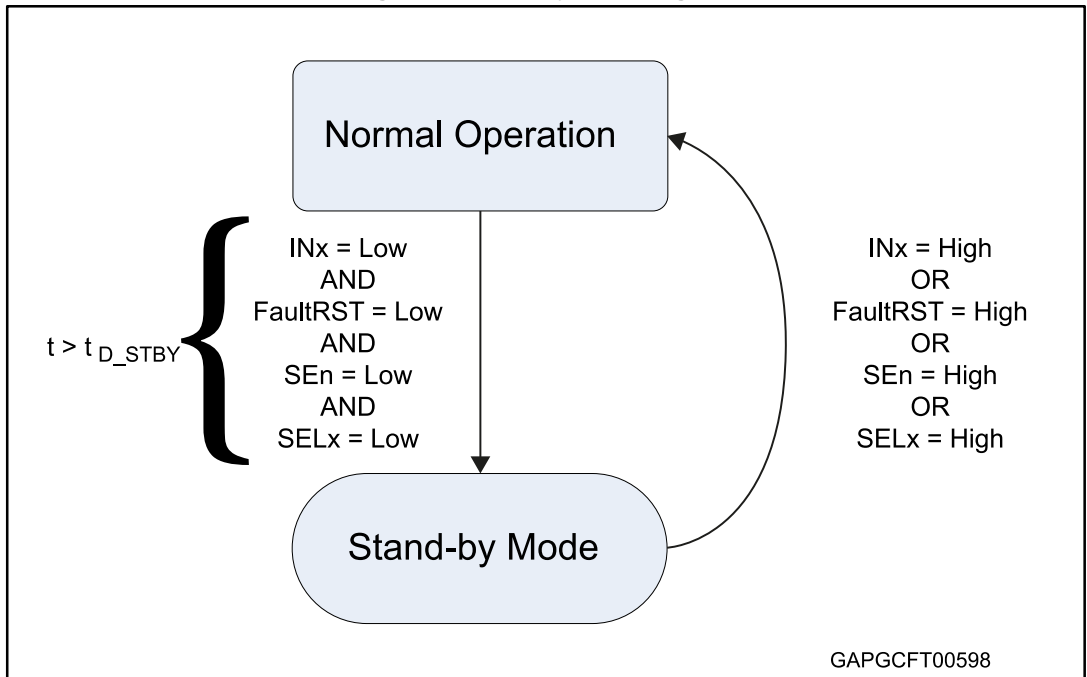 Normal Operation
INx = Low
AND
FaultRST = Low
AND
SEn = Low
AND
SELx = Low
t > t D_STBY
INx = High
OR
FaultRST = High
OR
SEn = High
OR
SELx = High
Stand-by Mode
GAPGCFT00598